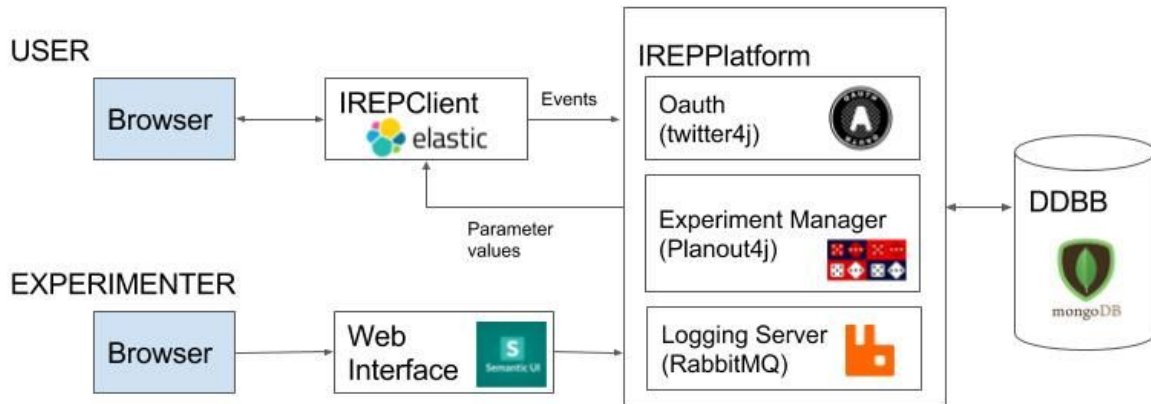 USER
Browser
IREPClient
elastic
Events
Parameter
values
EXPERIMENTER
Browser
Web
Interface
S
Semantic UI
IREPPlatform
Oauth
(twitter4j)
OAUTH
A
Experiment Manager
(Planout4j)
Logging Server
(RabbitMQ)
DDBB
mongoDB